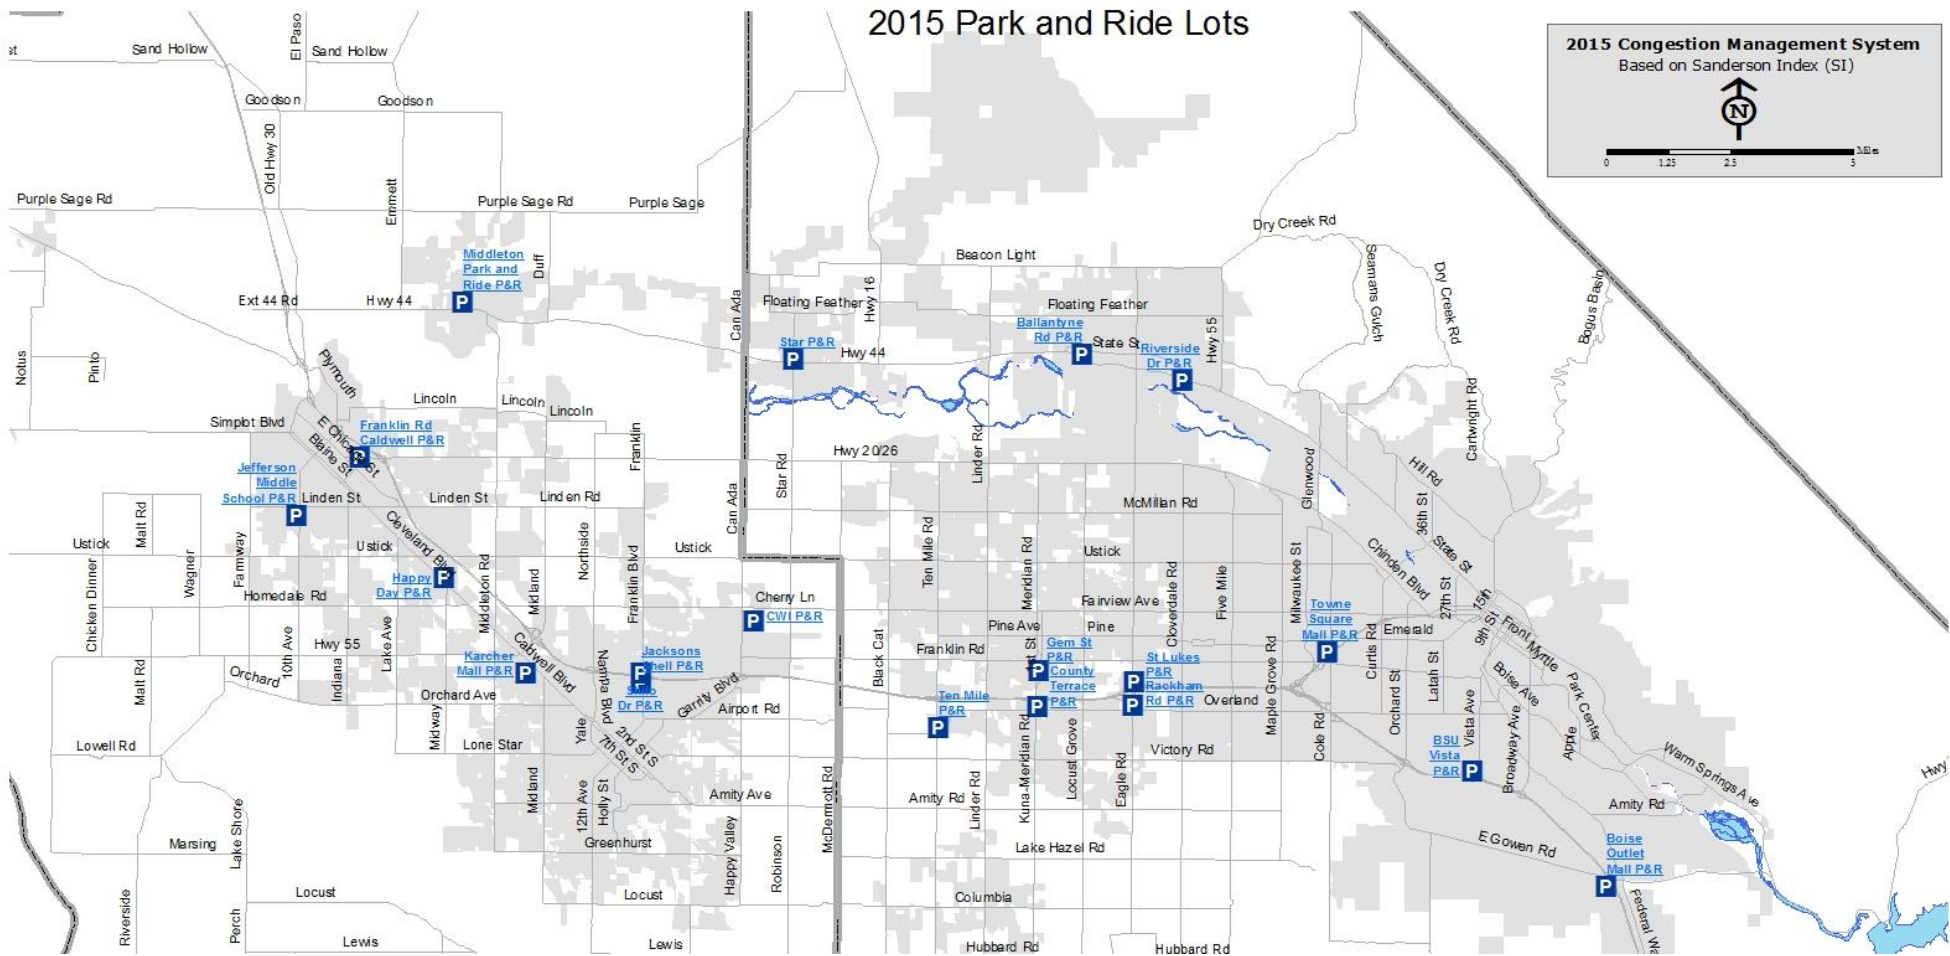 2015 Park and Ride Lots
2015 Congestion Management System
Based on Sanderson Index (SI)
N
Miles
0 1.25 2.5 5
Sand Hollow
El Paso
Sand Hollow
Goodson
Goodson
Old Hwy 30
Emmett
Purple Sage Rd
Purple Sage Rd
Purple Sage
Dry Creek Rd
Middleton
Park and
Ride P&R
Duff
Beacon Light
Seamans Gulch
Dry Creek Rd
Bogus Basin
Ext 44 Rd
Hwy 44
Can Ada
Floating Feather
Hwy 16
Floating Feather
Ballantyne
Rd P&R
State St
Riverside
Dr P&R
Hwy 55
Star P&R
Hwy 44
Notus
Pinto
Plymouth
Lincoln
Lincoln
Lincoln
Cartwright Rd
Simplot Blvd
E Chicago St
Blaine St
Franklin Rd
Caldwell P&R
Franklin
Hwy 20/26
Linder Rd
Star Rd
Glenwood
Hill Rd
Jefferson
Middle
School P&R
Linden St
Linden St
Linden Rd
Can Ada
McMillan Rd
36th St
State St
Malt Rd
Cleveland Blvd
Ustick
Ustick
Ustick
Ustick
Ten Mile Rd
Meridian Rd
Chinden Blvd
Chicken Dinner
Wagner
Farmway
Happy
Day P&R
Middleton Rd
Midland
Northside
Franklin Blvd
Cloverdale Rd
Five Mile
Milwaukee St
27th St
15th
9th St
Front
Myrtle
Homedale Rd
Cherry Ln
CWI P&R
Fairview Ave
Towne
Square
Mall P&R
Emerald
Curtis Rd
Pine Ave
Pine
Hwy 55
10th Ave
Indiana
Lake Ave
Caldwell Blvd
Karcher
Mall P&R
Jacksons
Shell P&R
Dr P&R
Nampa Blvd
Garrity Blvd
Black Cat
Franklin Rd
1st St
Gem St
P&R
County
Terrace
P&R
St Lukes
P&R
Rackham
Rd P&R
Overland
Maple Grove Rd
Latah St
Orchard St
Boise Ave
Park Center
Malt Rd
Orchard
Orchard Ave
Airport Rd
Ten Mile
P&R
Lowell Rd
Midway
Lone Star
Yale
2nd St S
7th St S
Kuna-Meridian Rd
Locust Grove
Eagle Rd
Victory Rd
Cole Rd
BSU
Vista
P&R
Vista Ave
Broadway Ave
Apple
Warm Springs Ave
Hwy
Midland
12th Ave
Holly St
Amity Ave
McDermott Rd
Amity Rd
Linder Rd
Amity Rd
Marsing
Lake Shore
Greenhurst
Happy Valley
Robinson
Lake Hazel Rd
E Gowen Rd
Boise
Outlet
Mall P&R
Riverside
Perch
Locust
Locust
Columbia
Lewis
Lewis
Hubbard Rd
Hubbard Rd